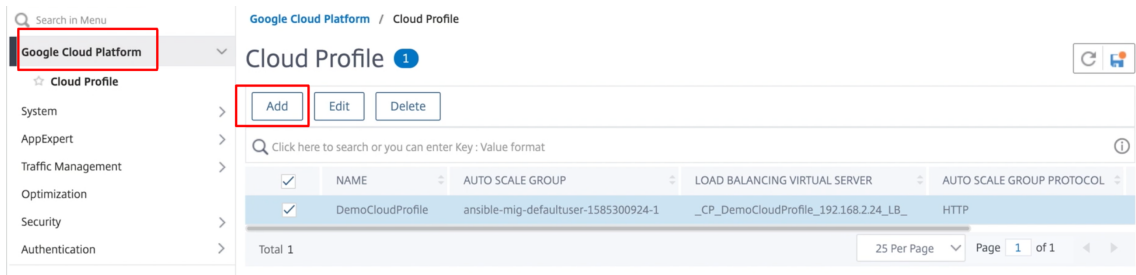 Search in Menu
Google Cloud Platform
Cloud Profile
System
AppExpert
Traffic Management
Optimization
Security
Authentication
Google Cloud Platform / Cloud Profile
Cloud Profile 1
Add Edit Delete
Click here to search or you can enter Key : Value format
NAME AUTO SCALE GROUP LOAD BALANCING VIRTUAL SERVER AUTO SCALE GROUP PROTOCOL
DemoCloudProfile ansible-mig-defaultuser-1585300924-1 _CP_DemoCloudProfile_192.168.2.24_LB_ HTTP
Total 1 25 Per Page Page 1 of 1